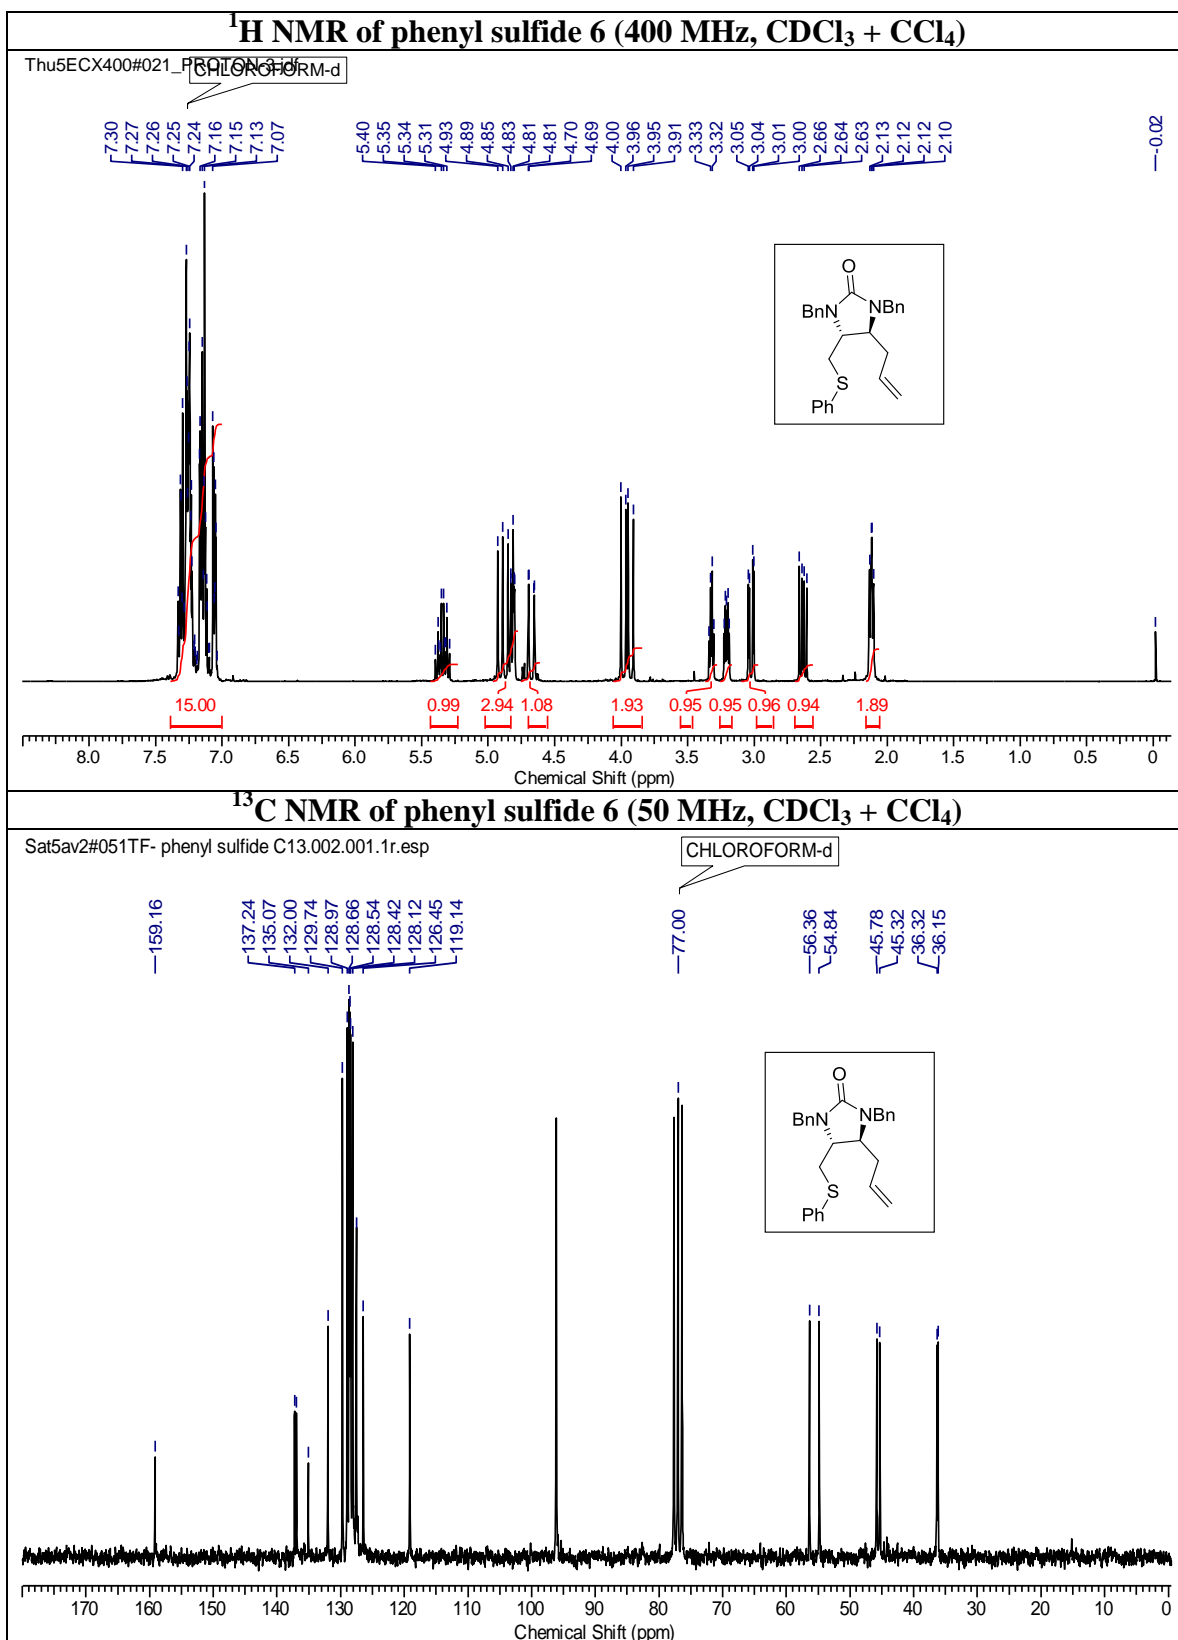 ¹H NMR of phenyl sulfide 6 (400 MHz, CDCl₃ + CCl₄)
Thu5ECX400#021_PROTON-3.jdf
CHLOROFORM-d
7.30 7.27 7.26 7.25 7.24 7.16 7.15 7.13 7.07 5.40 5.35 5.34 5.31 4.93 4.89 4.85 4.83 4.81 4.81 4.70 4.69 4.00 3.96 3.95 3.91 3.33 3.32 3.05 3.04 3.01 3.00 2.66 2.64 2.63 2.13 2.12 2.12 2.10 -0.02
O
BnN NBn
S
Ph
15.00 0.99 2.94 1.08 1.93 0.95 0.95 0.96 0.94 1.89
8.0 7.5 7.0 6.5 6.0 5.5 5.0 4.5 4.0 3.5 3.0 2.5 2.0 1.5 1.0 0.5 0
Chemical Shift (ppm)
¹³C NMR of phenyl sulfide 6 (50 MHz, CDCl₃ + CCl₄)
Sat5av2#051TF- phenyl sulfide C13.002.001.1r.esp
CHLOROFORM-d
159.16 137.24 135.07 132.00 129.74 128.97 128.66 128.54 128.42 128.12 126.45 119.14 77.00 56.36 54.84 45.78 45.32 36.32 36.15
O
BnN NBn
S
Ph
170 160 150 140 130 120 110 100 90 80 70 60 50 40 30 20 10 0
Chemical Shift (ppm)